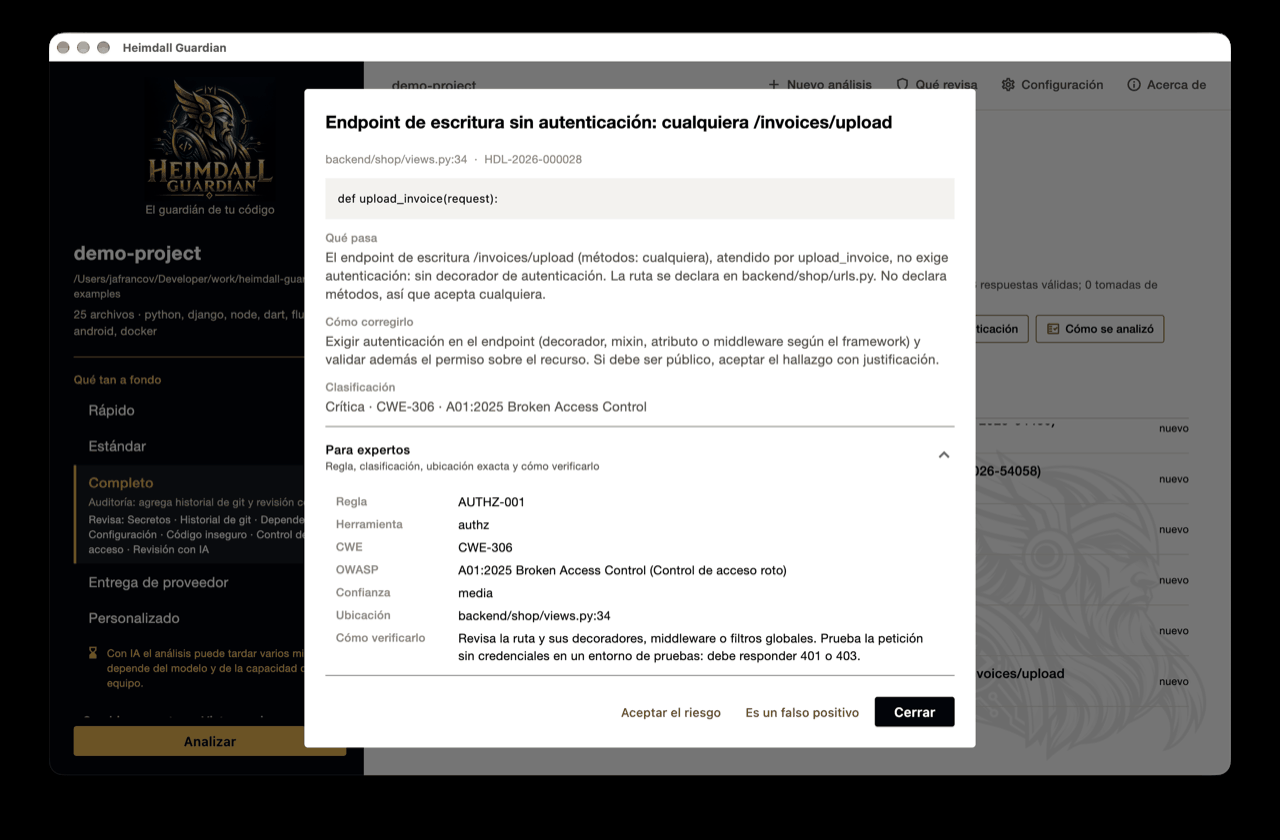 Heimdall Guardian
HEIMDALL
GUARDIAN
El guardián de tu código
demo-project
/Users/jafrancov/Developer/work/heimdall-gua
examples
25 archivos · python, django, node, dart, flu
android, docker
Qué tan a fondo
Rápido
Estándar
Completo
Auditoría: agrega historial de git y revisión c
Revisa: Secretos · Historial de git · Depende
Configuración · Código inseguro · Control de
acceso · Revisión con IA
Entrega de proveedor
Personalizado
Con IA el análisis puede tardar varios mi
depende del modelo y de la capacidad d
equipo.
Analizar
demo-project
Nuevo análisis
Qué revisa
Configuración
Acerca de
respuestas válidas; 0 tomadas de
ticación
Cómo se analizó
nuevo
026-54058)
nuevo
nuevo
nuevo
nuevo
voices/upload
nuevo
Endpoint de escritura sin autenticación: cualquiera /invoices/upload
backend/shop/views.py:34 · HDL-2026-000028
def upload_invoice(request):
Qué pasa
El endpoint de escritura /invoices/upload (métodos: cualquiera), atendido por upload_invoice, no exige
autenticación: sin decorador de autenticación. La ruta se declara en backend/shop/urls.py. No declara
métodos, así que acepta cualquiera.
Cómo corregirlo
Exigir autenticación en el endpoint (decorador, mixin, atributo o middleware según el framework) y
validar además el permiso sobre el recurso. Si debe ser público, aceptar el hallazgo con justificación.
Clasificación
Crítica · CWE-306 · A01:2025 Broken Access Control
Para expertos
Regla, clasificación, ubicación exacta y cómo verificarlo
Regla AUTHZ-001
Herramienta authz
CWE CWE-306
OWASP A01:2025 Broken Access Control (Control de acceso roto)
Confianza media
Ubicación backend/shop/views.py:34
Cómo verificarlo Revisa la ruta y sus decoradores, middleware o filtros globales. Prueba la petición
sin credenciales en un entorno de pruebas: debe responder 401 o 403.
Aceptar el riesgo
Es un falso positivo
Cerrar